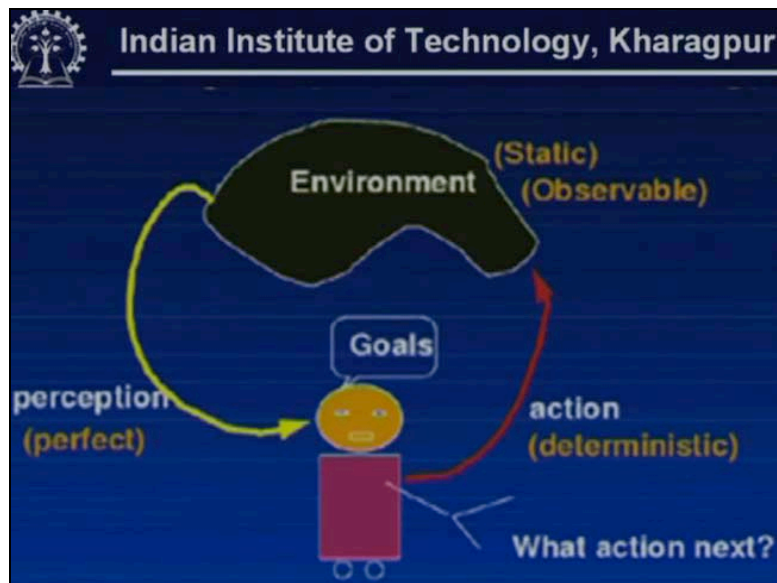 Indian Institute of Technology, Kharagpur
(Static)
Environment
(Observable)
Goals
perception
(perfect)
action
(deterministic)
What action next?